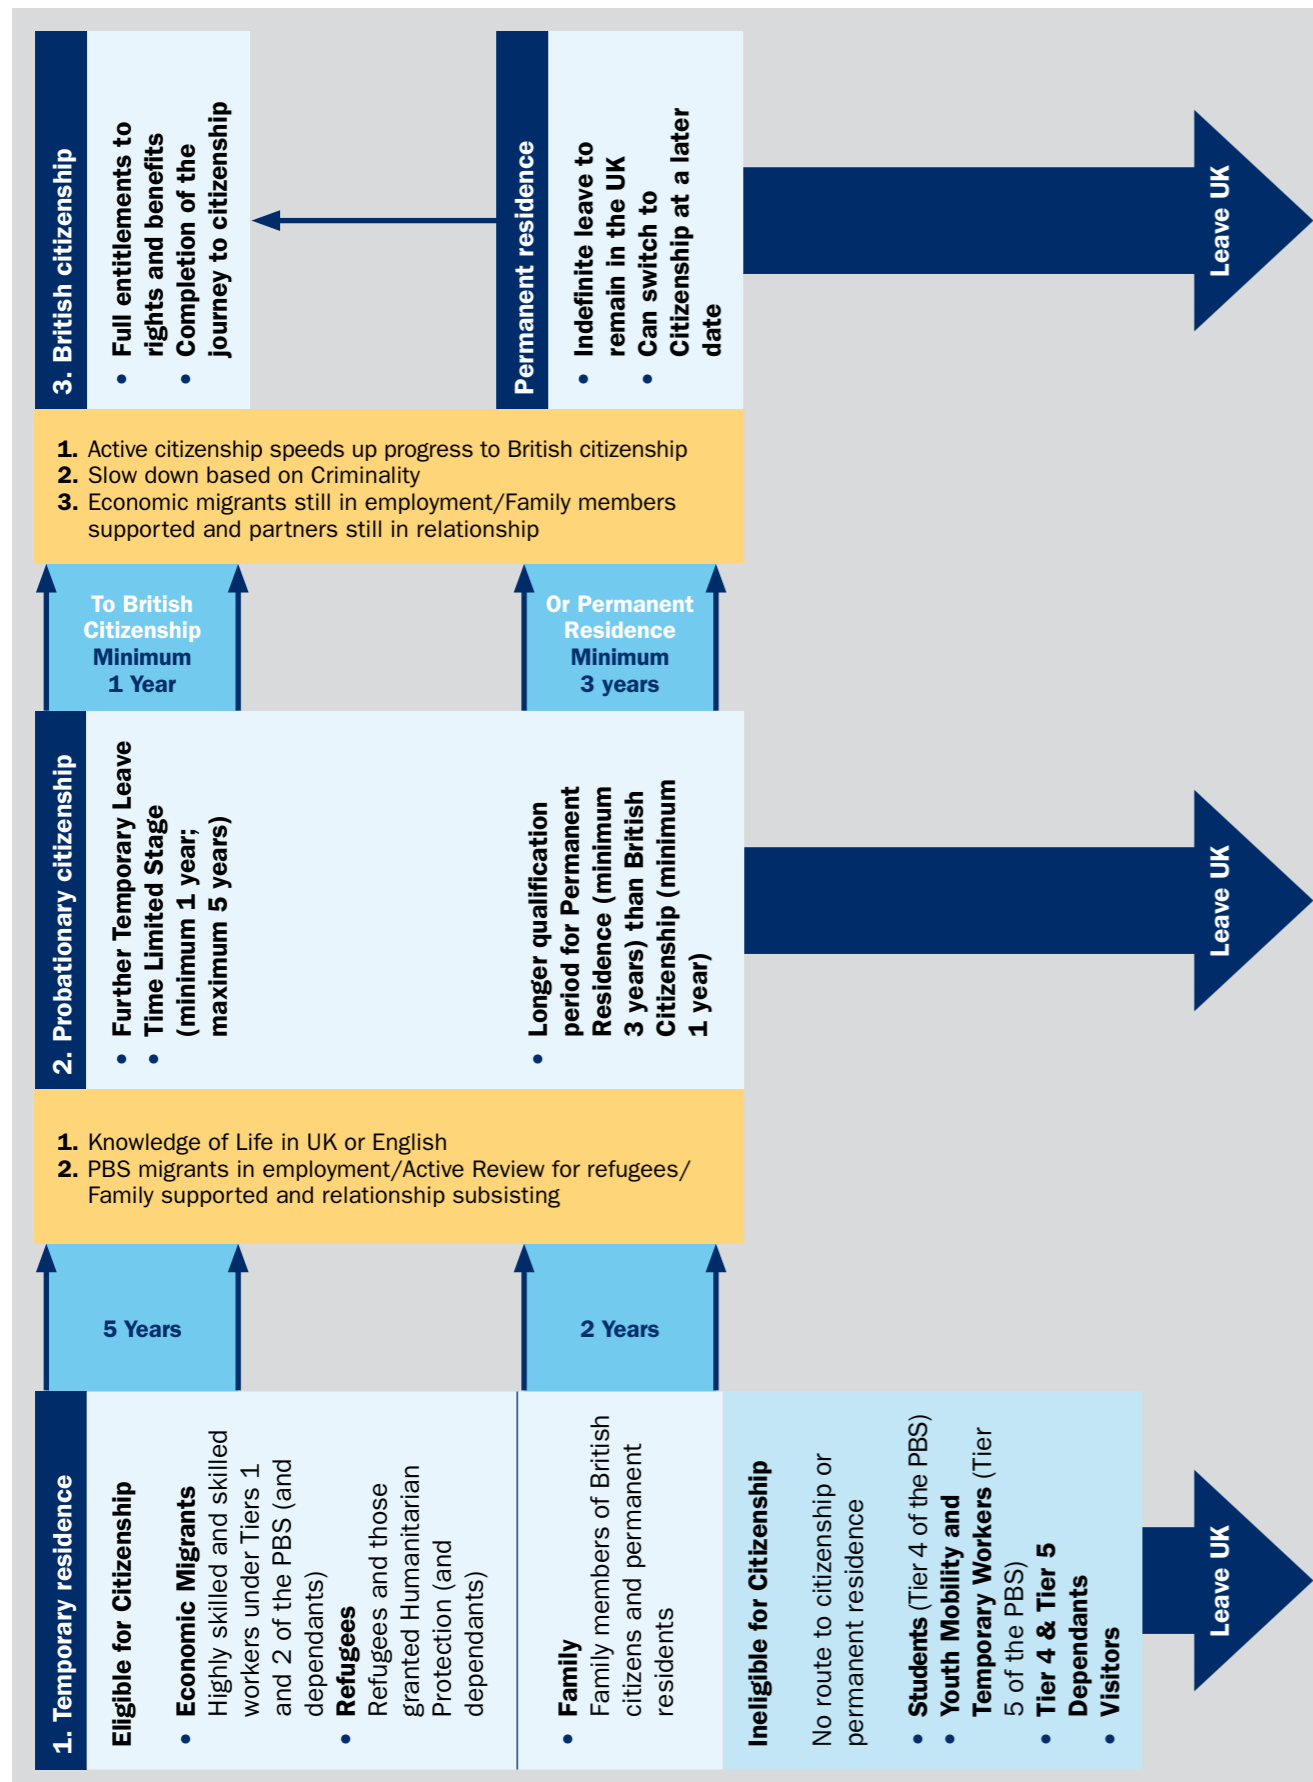 1. Temporary residence
Eligible for Citizenship
• Economic Migrants
Highly skilled and skilled
workers under Tiers 1
and 2 of the PBS (and
dependants)
• Refugees
Refugees and those
granted Humanitarian
Protection (and
dependants)
• Family
Family members of British
citizens and permanent
residents
Ineligible for Citizenship
No route to citizenship or
permanent residence
• Students (Tier 4 of the PBS)
• Youth Mobility and
Temporary Workers (Tier
5 of the PBS)
• Tier 4 & Tier 5
Dependants
• Visitors
Leave UK
5 Years
2 Years
1. Knowledge of Life in UK or English
2. PBS migrants in employment/Active Review for refugees/
Family supported and relationship subsisting
2. Probationary citizenship
• Further Temporary Leave
• Time Limited Stage
(minimum 1 year;
maximum 5 years)
• Longer qualification
period for Permanent
Residence (minimum
3 years) than British
Citizenship (minimum
1 year)
Leave UK
To British
Citizenship
Minimum
1 Year
Or Permanent
Residence
Minimum
3 years
1. Active citizenship speeds up progress to British citizenship
2. Slow down based on Criminality
3. Economic migrants still in employment/Family members
supported and partners still in relationship
3. British citizenship
• Full entitlements to
rights and benefits
• Completion of the
journey to citizenship
Permanent residence
• Indefinite leave to
remain in the UK
• Can switch to
Citizenship at a later
date
Leave UK